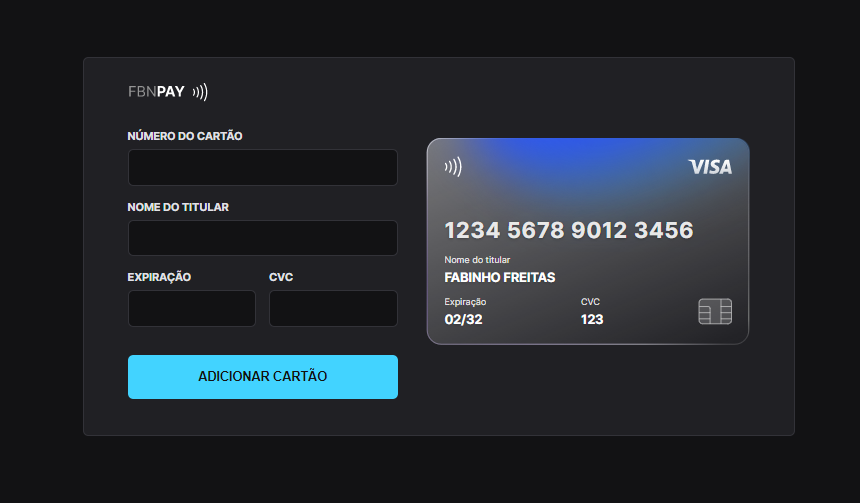 FBNPAY
NÚMERO DO CARTÃO
NOME DO TITULAR
EXPIRAÇÃO CVC
ADICIONAR CARTÃO
VISA
1234 5678 9012 3456
Nome do titular
FABINHO FREITAS
Expiração CVC
02/32 123